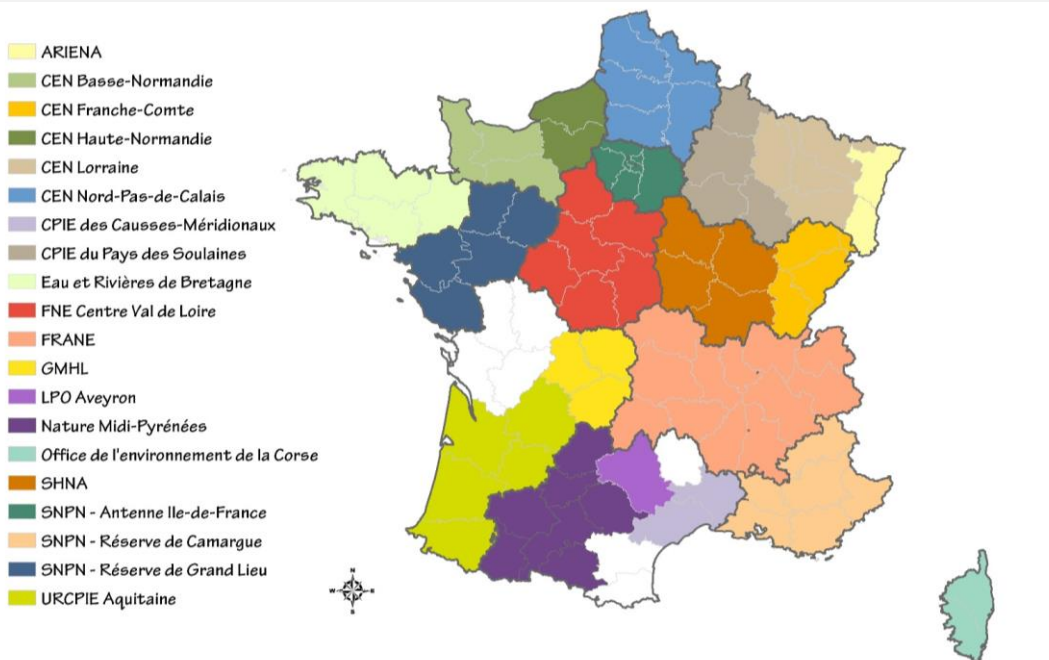 ARIENA
CEN Basse-Normandie
CEN Franche-Comte
CEN Haute-Normandie
CEN Lorraine
CEN Nord-Pas-de-Calais
CPIE des Causses-Méridionaux
CPIE du Pays des Soulaines
Eau et Rivières de Bretagne
FNE Centre Val de Loire
FRANE
GMHL
LPO Aveyron
Nature Midi-Pyrénées
Office de l'environnement de la Corse
SHNA
SNPN - Antenne Ile-de-France
SNPN - Réserve de Camargue
SNPN - Réserve de Grand Lieu
URCPIE Aquitaine
N
W E
S